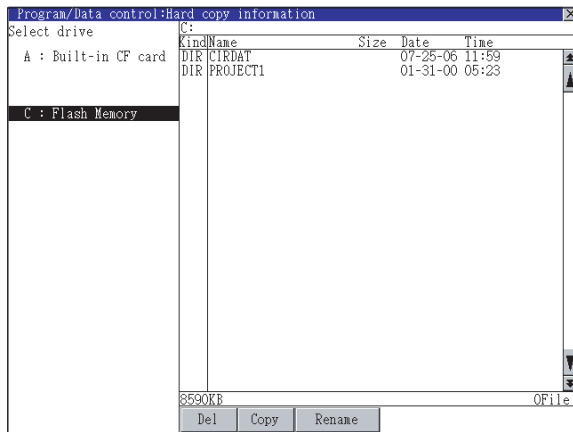 Program/Data control:Hard copy information
Select drive
A : Built-in CF card
C : Flash Memory
C:
Kind Name Size Date Time
DIR CIRDAT 07-25-06 11:59
DIR PROJECT1 01-31-00 05:23
8590KB 0File
Del Copy Rename